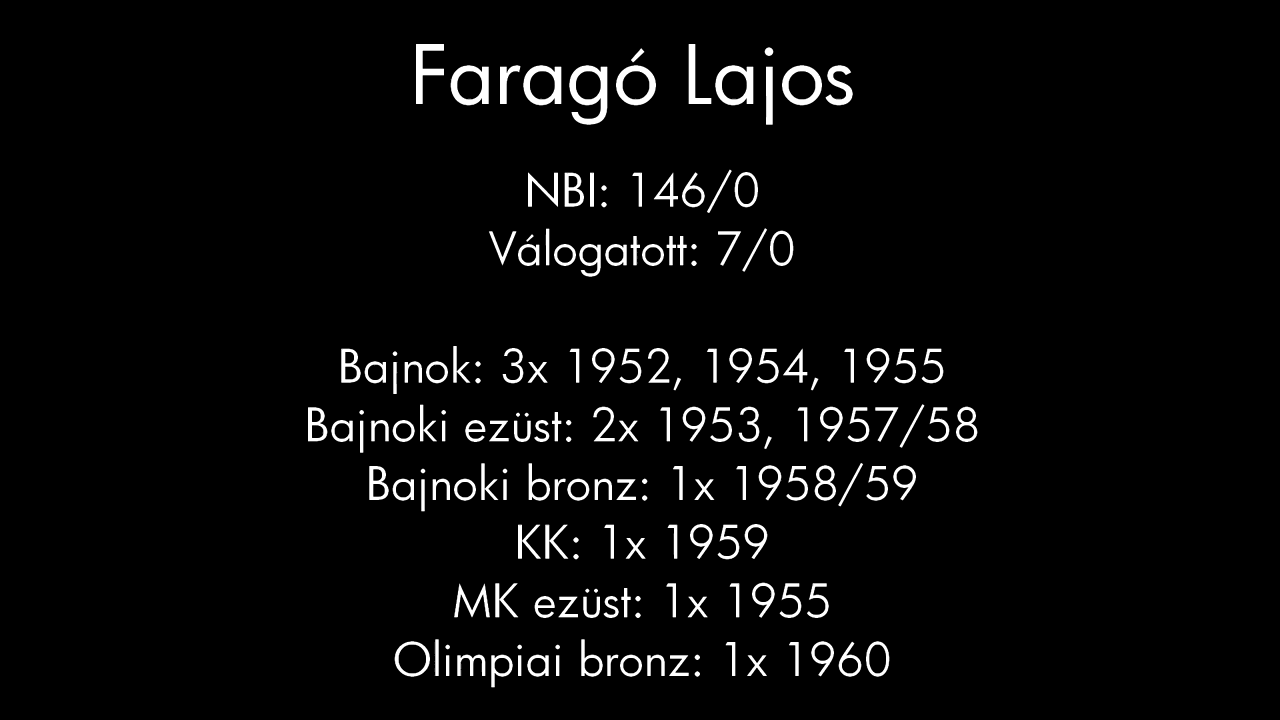 Faragó Lajos
NBI: 146/0
Válogatott: 7/0
Bajnok: 3x 1952, 1954, 1955
Bajnoki ezüst: 2x 1953, 1957/58
Bajnoki bronz: 1x 1958/59
KK: 1x 1959
MK ezüst: 1x 1955
Olimpiai bronz: 1x 1960